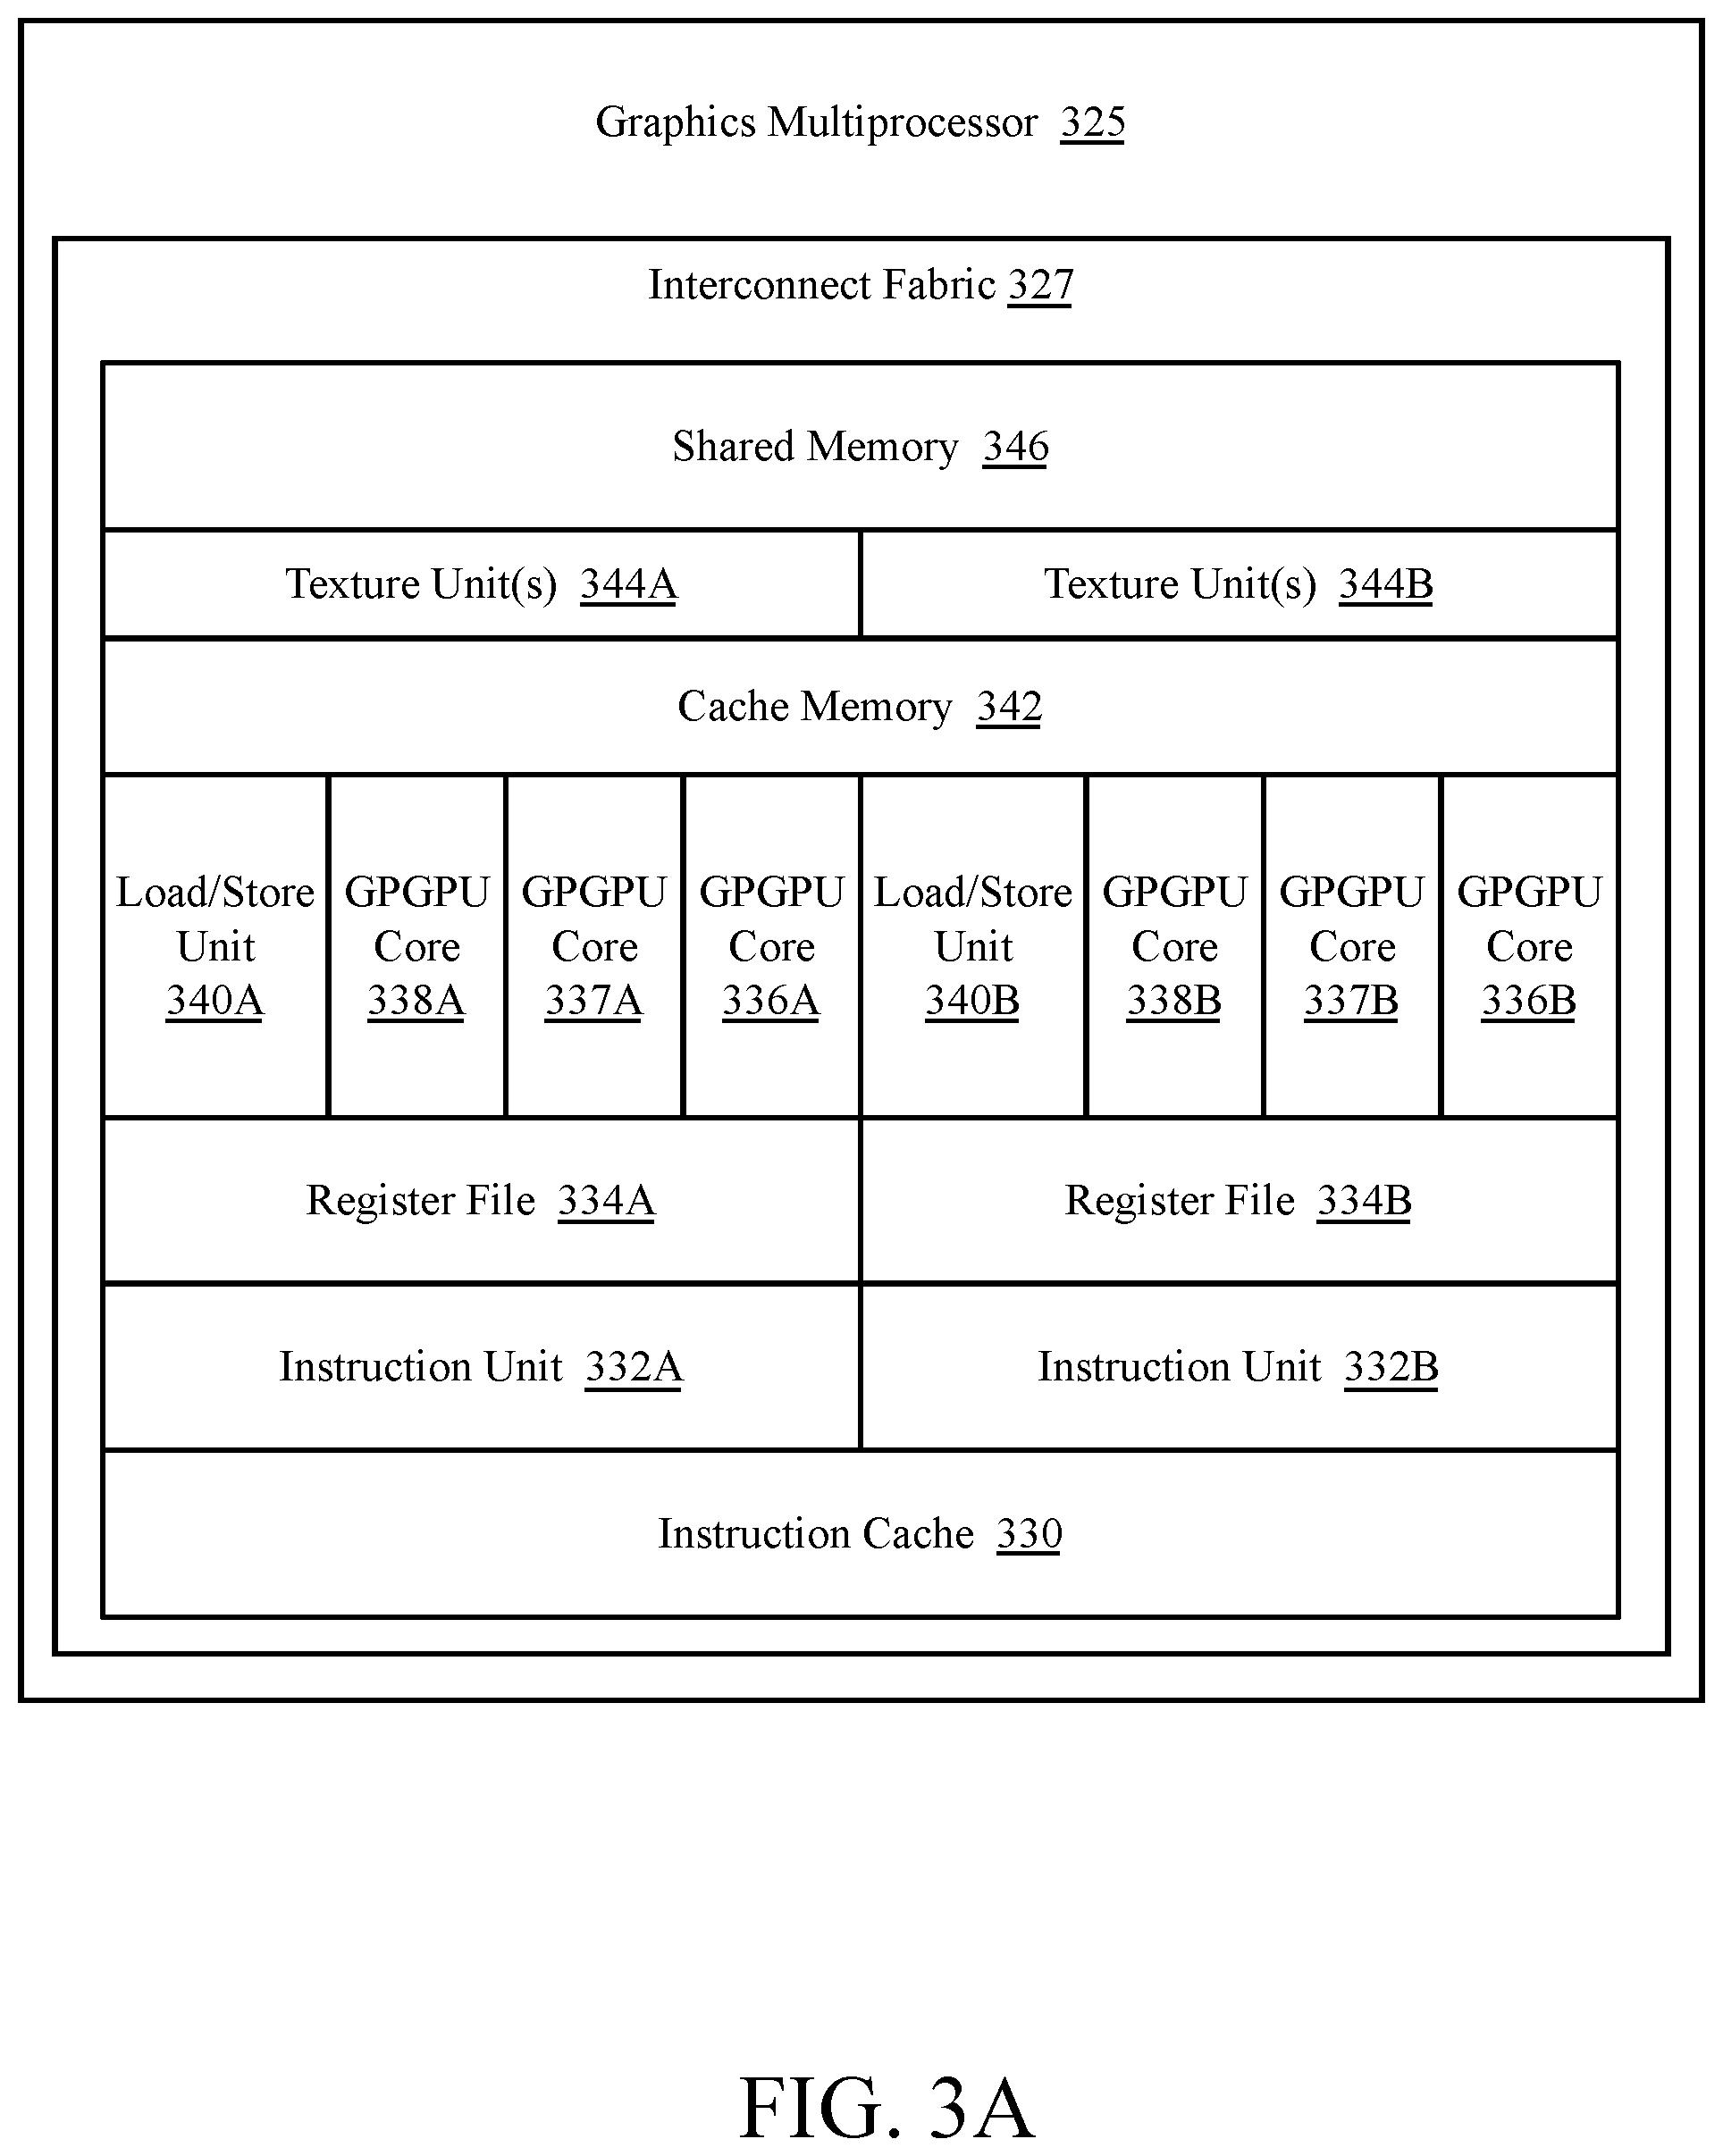 Graphics Multiprocessor 325
Interconnect Fabric 327
Shared Memory 346
Texture Unit(s) 344A
Texture Unit(s) 344B
Cache Memory 342
Load/Store
Unit
340A
GPGPU
Core
338A
GPGPU
Core
337A
GPGPU
Core
336A
Load/Store
Unit
340B
GPGPU
Core
338B
GPGPU
Core
337B
GPGPU
Core
336B
Register File 334A
Register File 334B
Instruction Unit 332A
Instruction Unit 332B
Instruction Cache 330
FIG. 3A